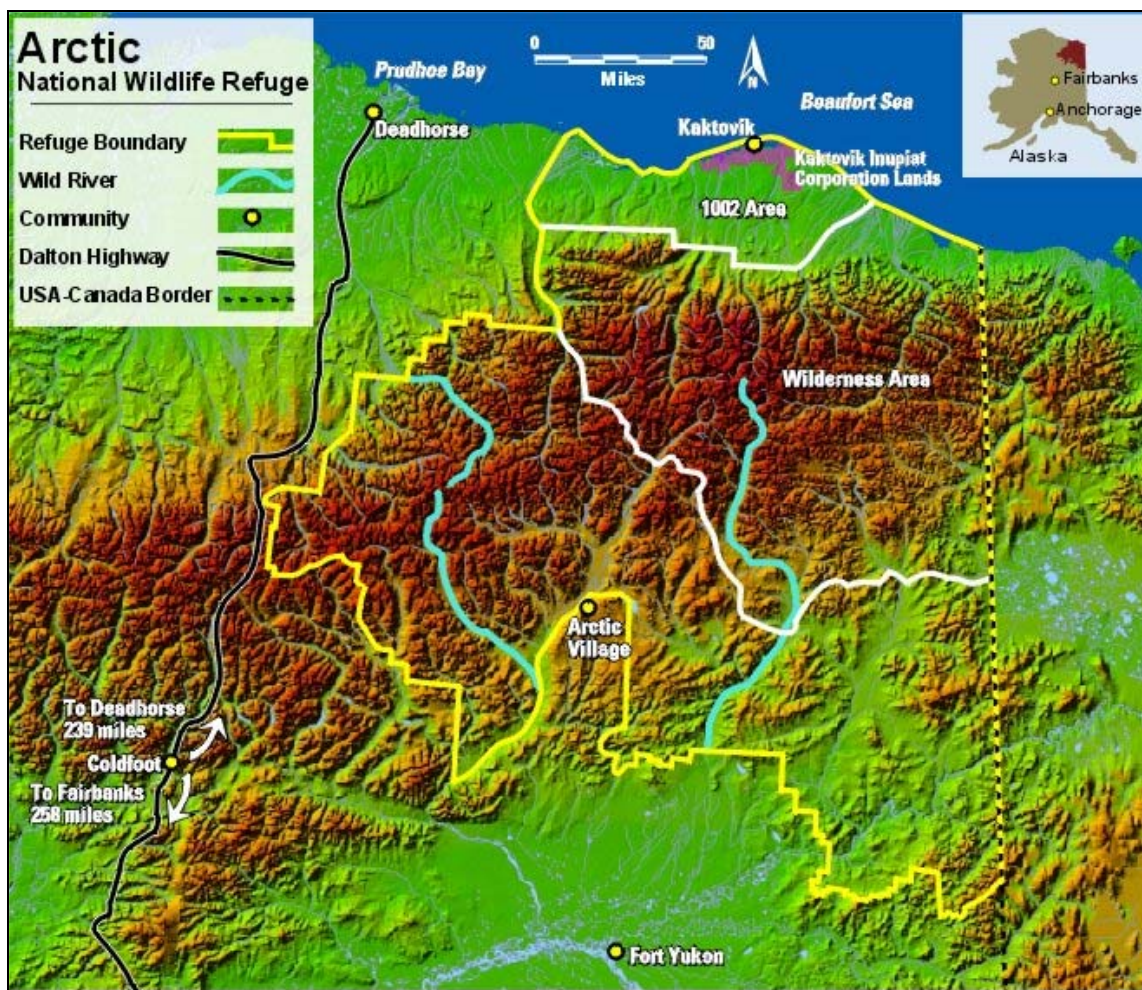 Arctic
National Wildlife Refuge
Refuge Boundary
Wild River
Community
Dalton Highway
USA-Canada Border
0 50
Miles
N
Prudhoe Bay
Deadhorse
Beaufort Sea
Kaktovik
Kaktovik Inupiat
Corporation Lands
1002 Area
Fairbanks
Anchorage
Alaska
Wilderness Area
Arctic
Village
To Deadhorse
239 miles
Coldfoot
To Fairbanks
258 miles
Fort Yukon